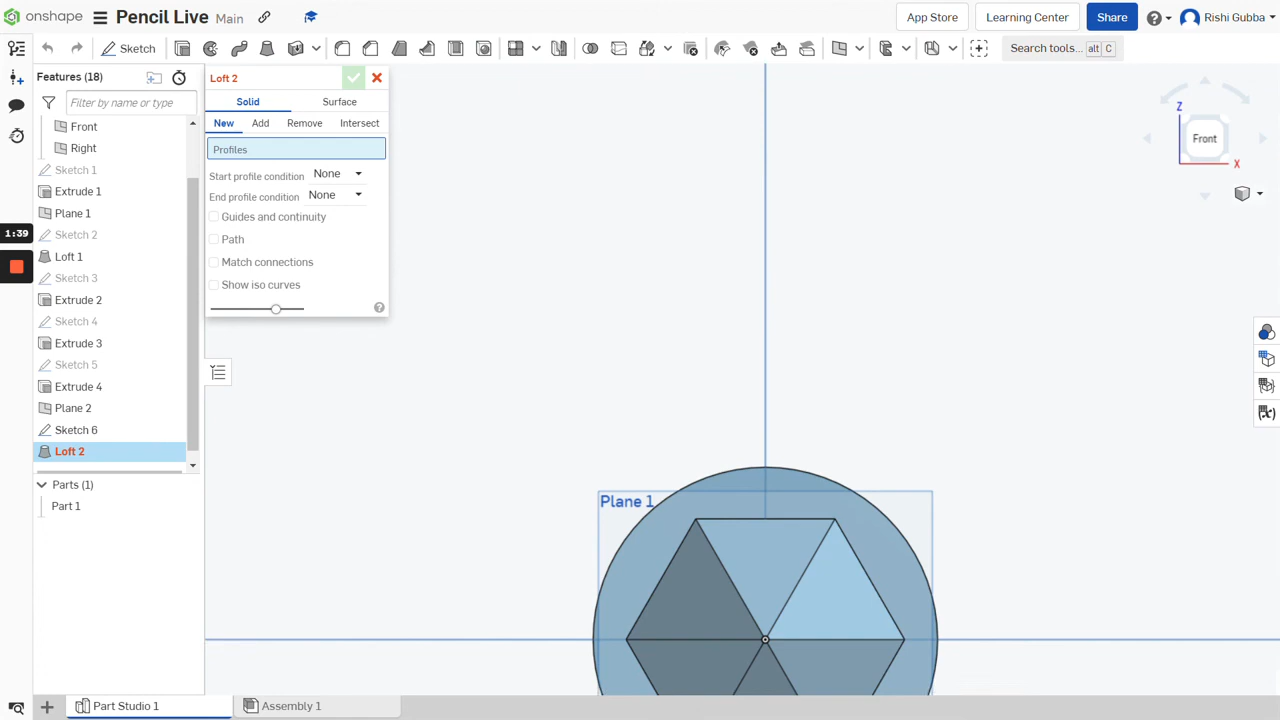 onshape Pencil Live Main App Store Learning Center Share Rishi Gubba
Sketch Search tools... alt C
Features (18)
Filter by name or type
Front
Right
Sketch 1
Extrude 1
Plane 1
Sketch 2
Loft 1
Sketch 3
Extrude 2
Sketch 4
Extrude 3
Sketch 5
Extrude 4
Plane 2
Sketch 6
Loft 2
Parts (1)
Part 1
1:39
Loft 2
Solid Surface
New Add Remove Intersect
Profiles
Start profile condition None
End profile condition None
Guides and continuity
Path
Match connections
Show iso curves
Plane 1
Z
Front
X
Part Studio 1 Assembly 1